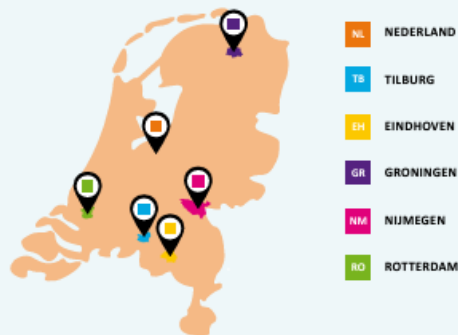 NL NEDERLAND
TB TILBURG
EH EINDHOVEN
GR GRONINGEN
NM NIJMEGEN
RO ROTTERDAM